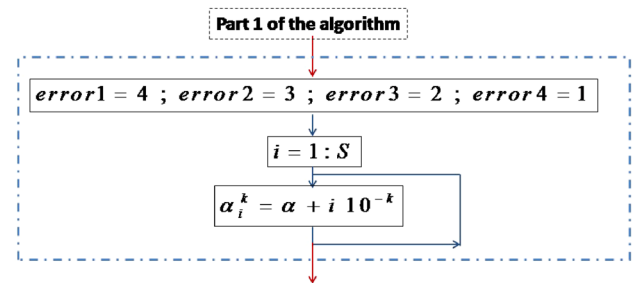 Part 1 of the algorithm
error1 = 4 ; error2 = 3 ; error3 = 2 ; error4 = 1
i = 1 : S
α_i^k = α + i 10^{-k}